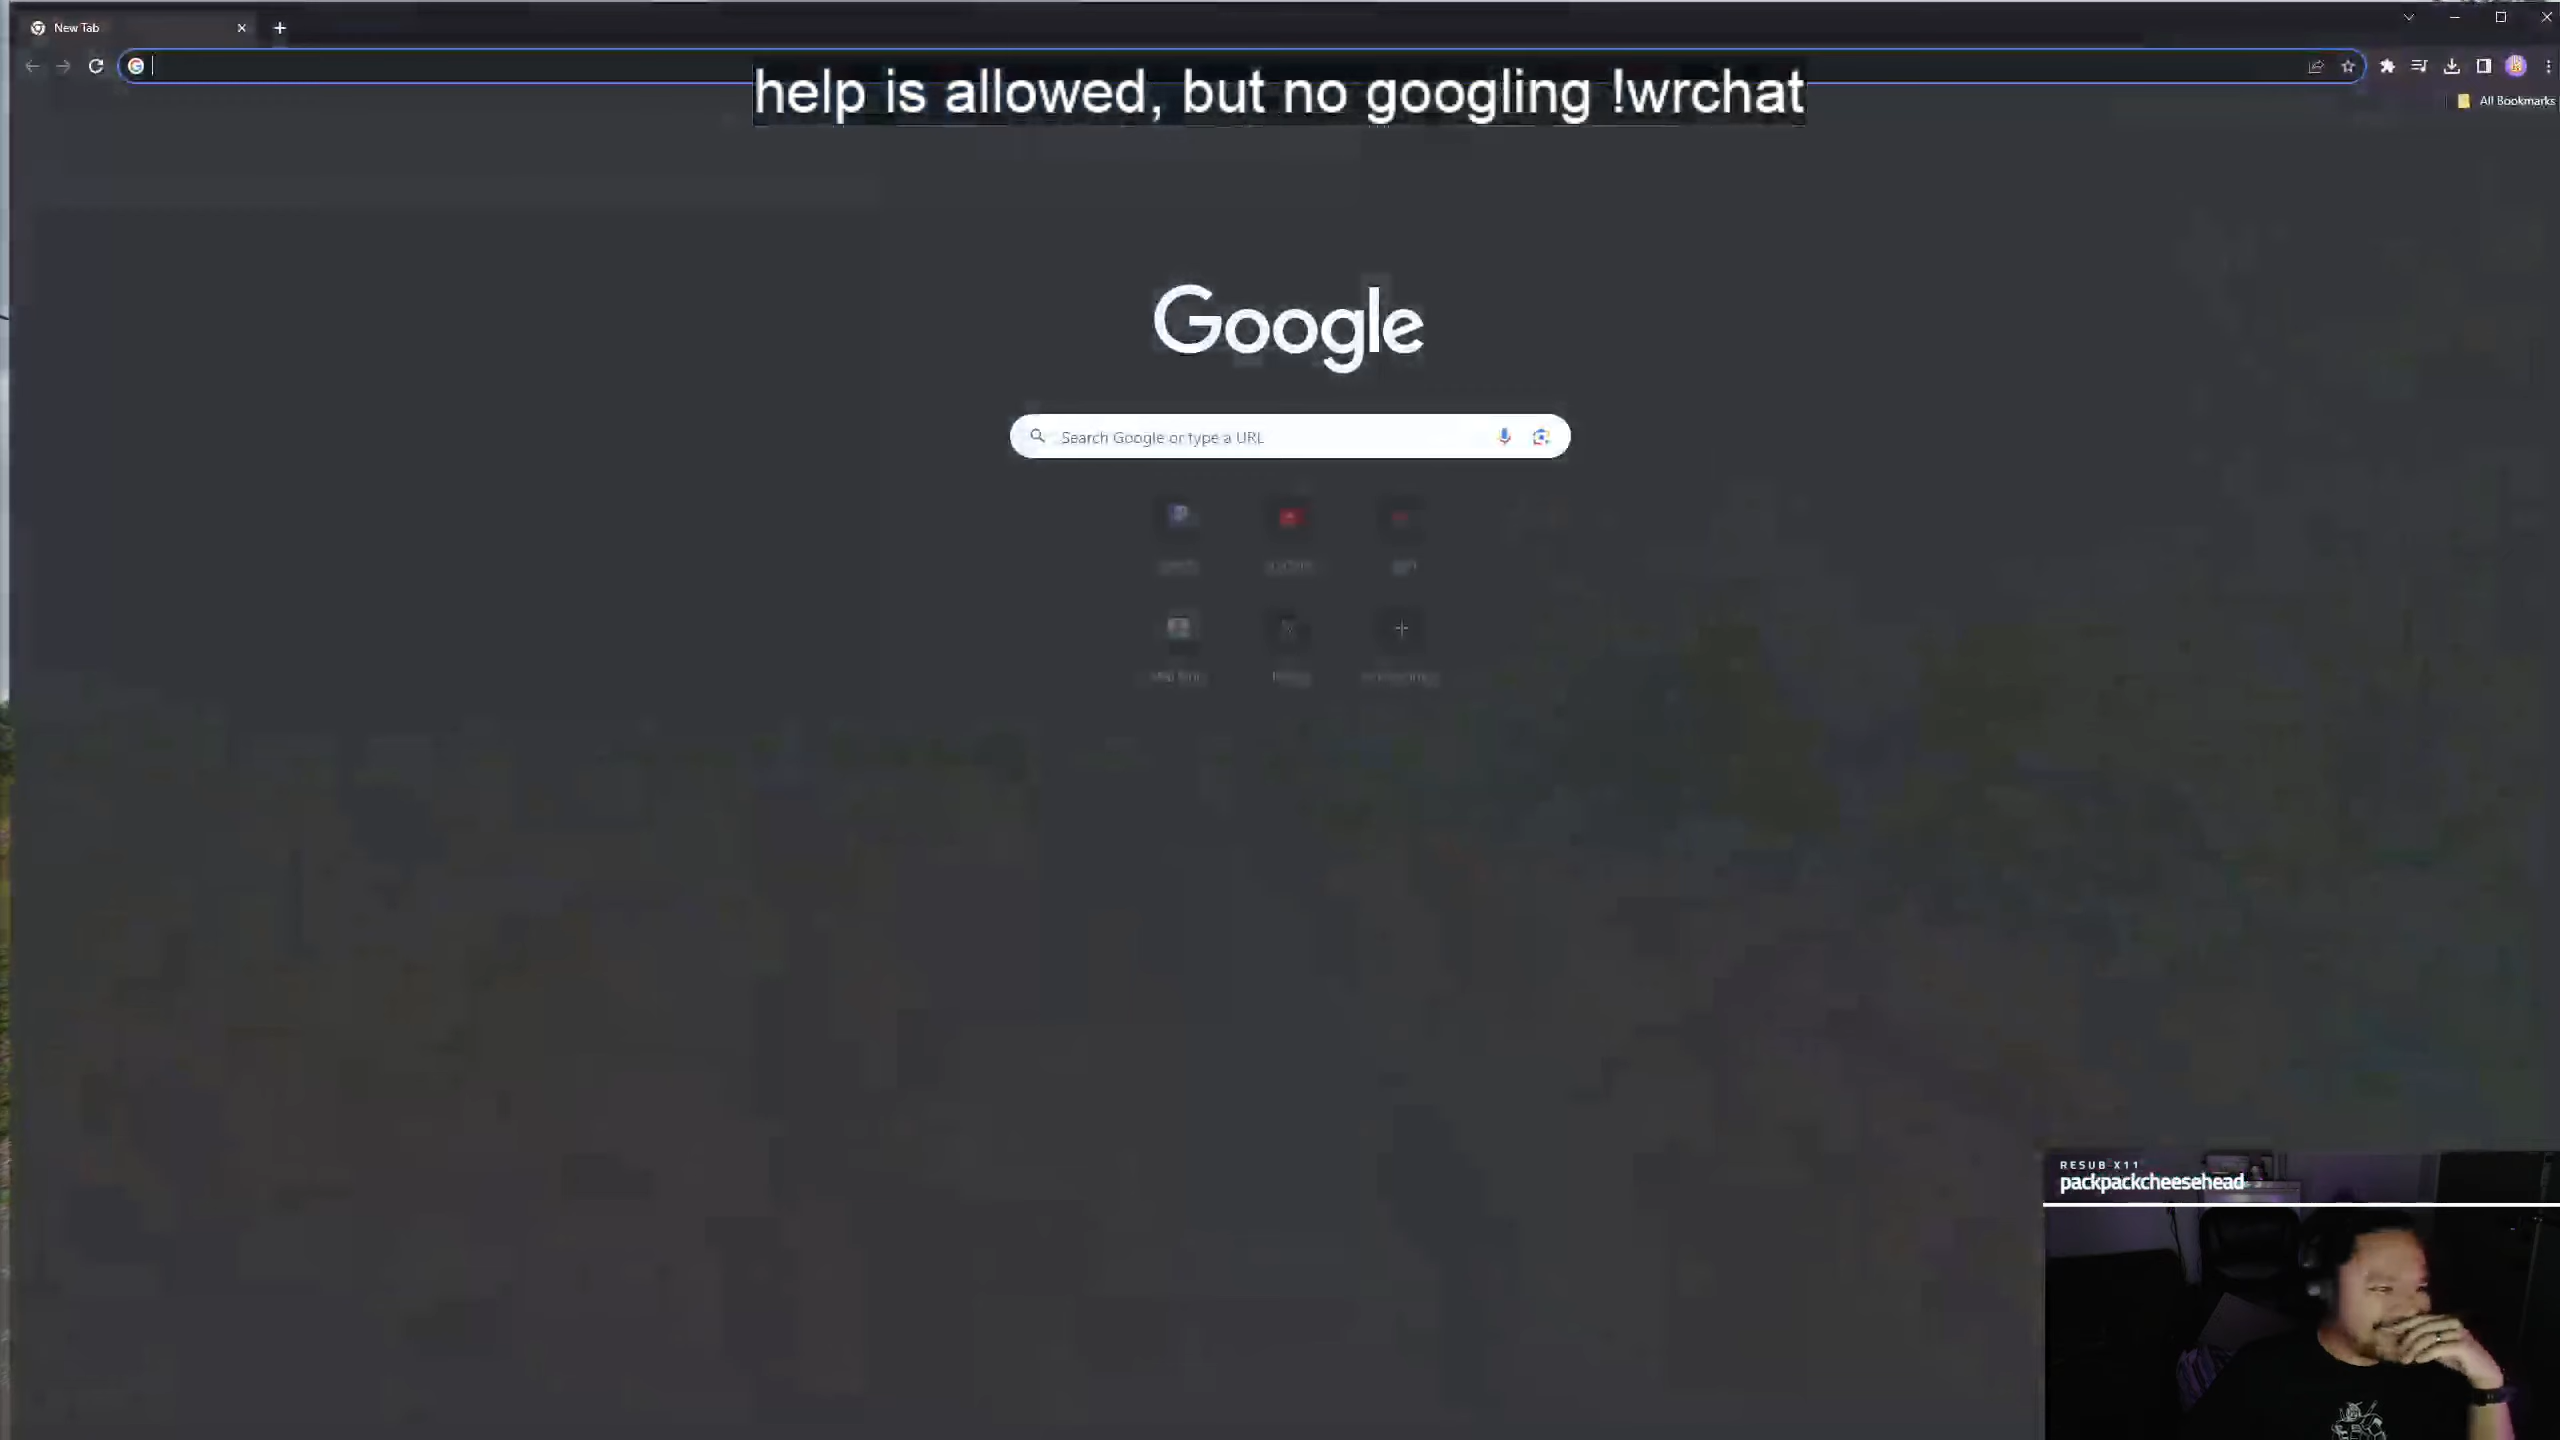 New Tab
help is allowed, but no googling !wrchat
All Bookmarks
Google
Search Google or type a URL
RESUB X11
packpackcheesehead